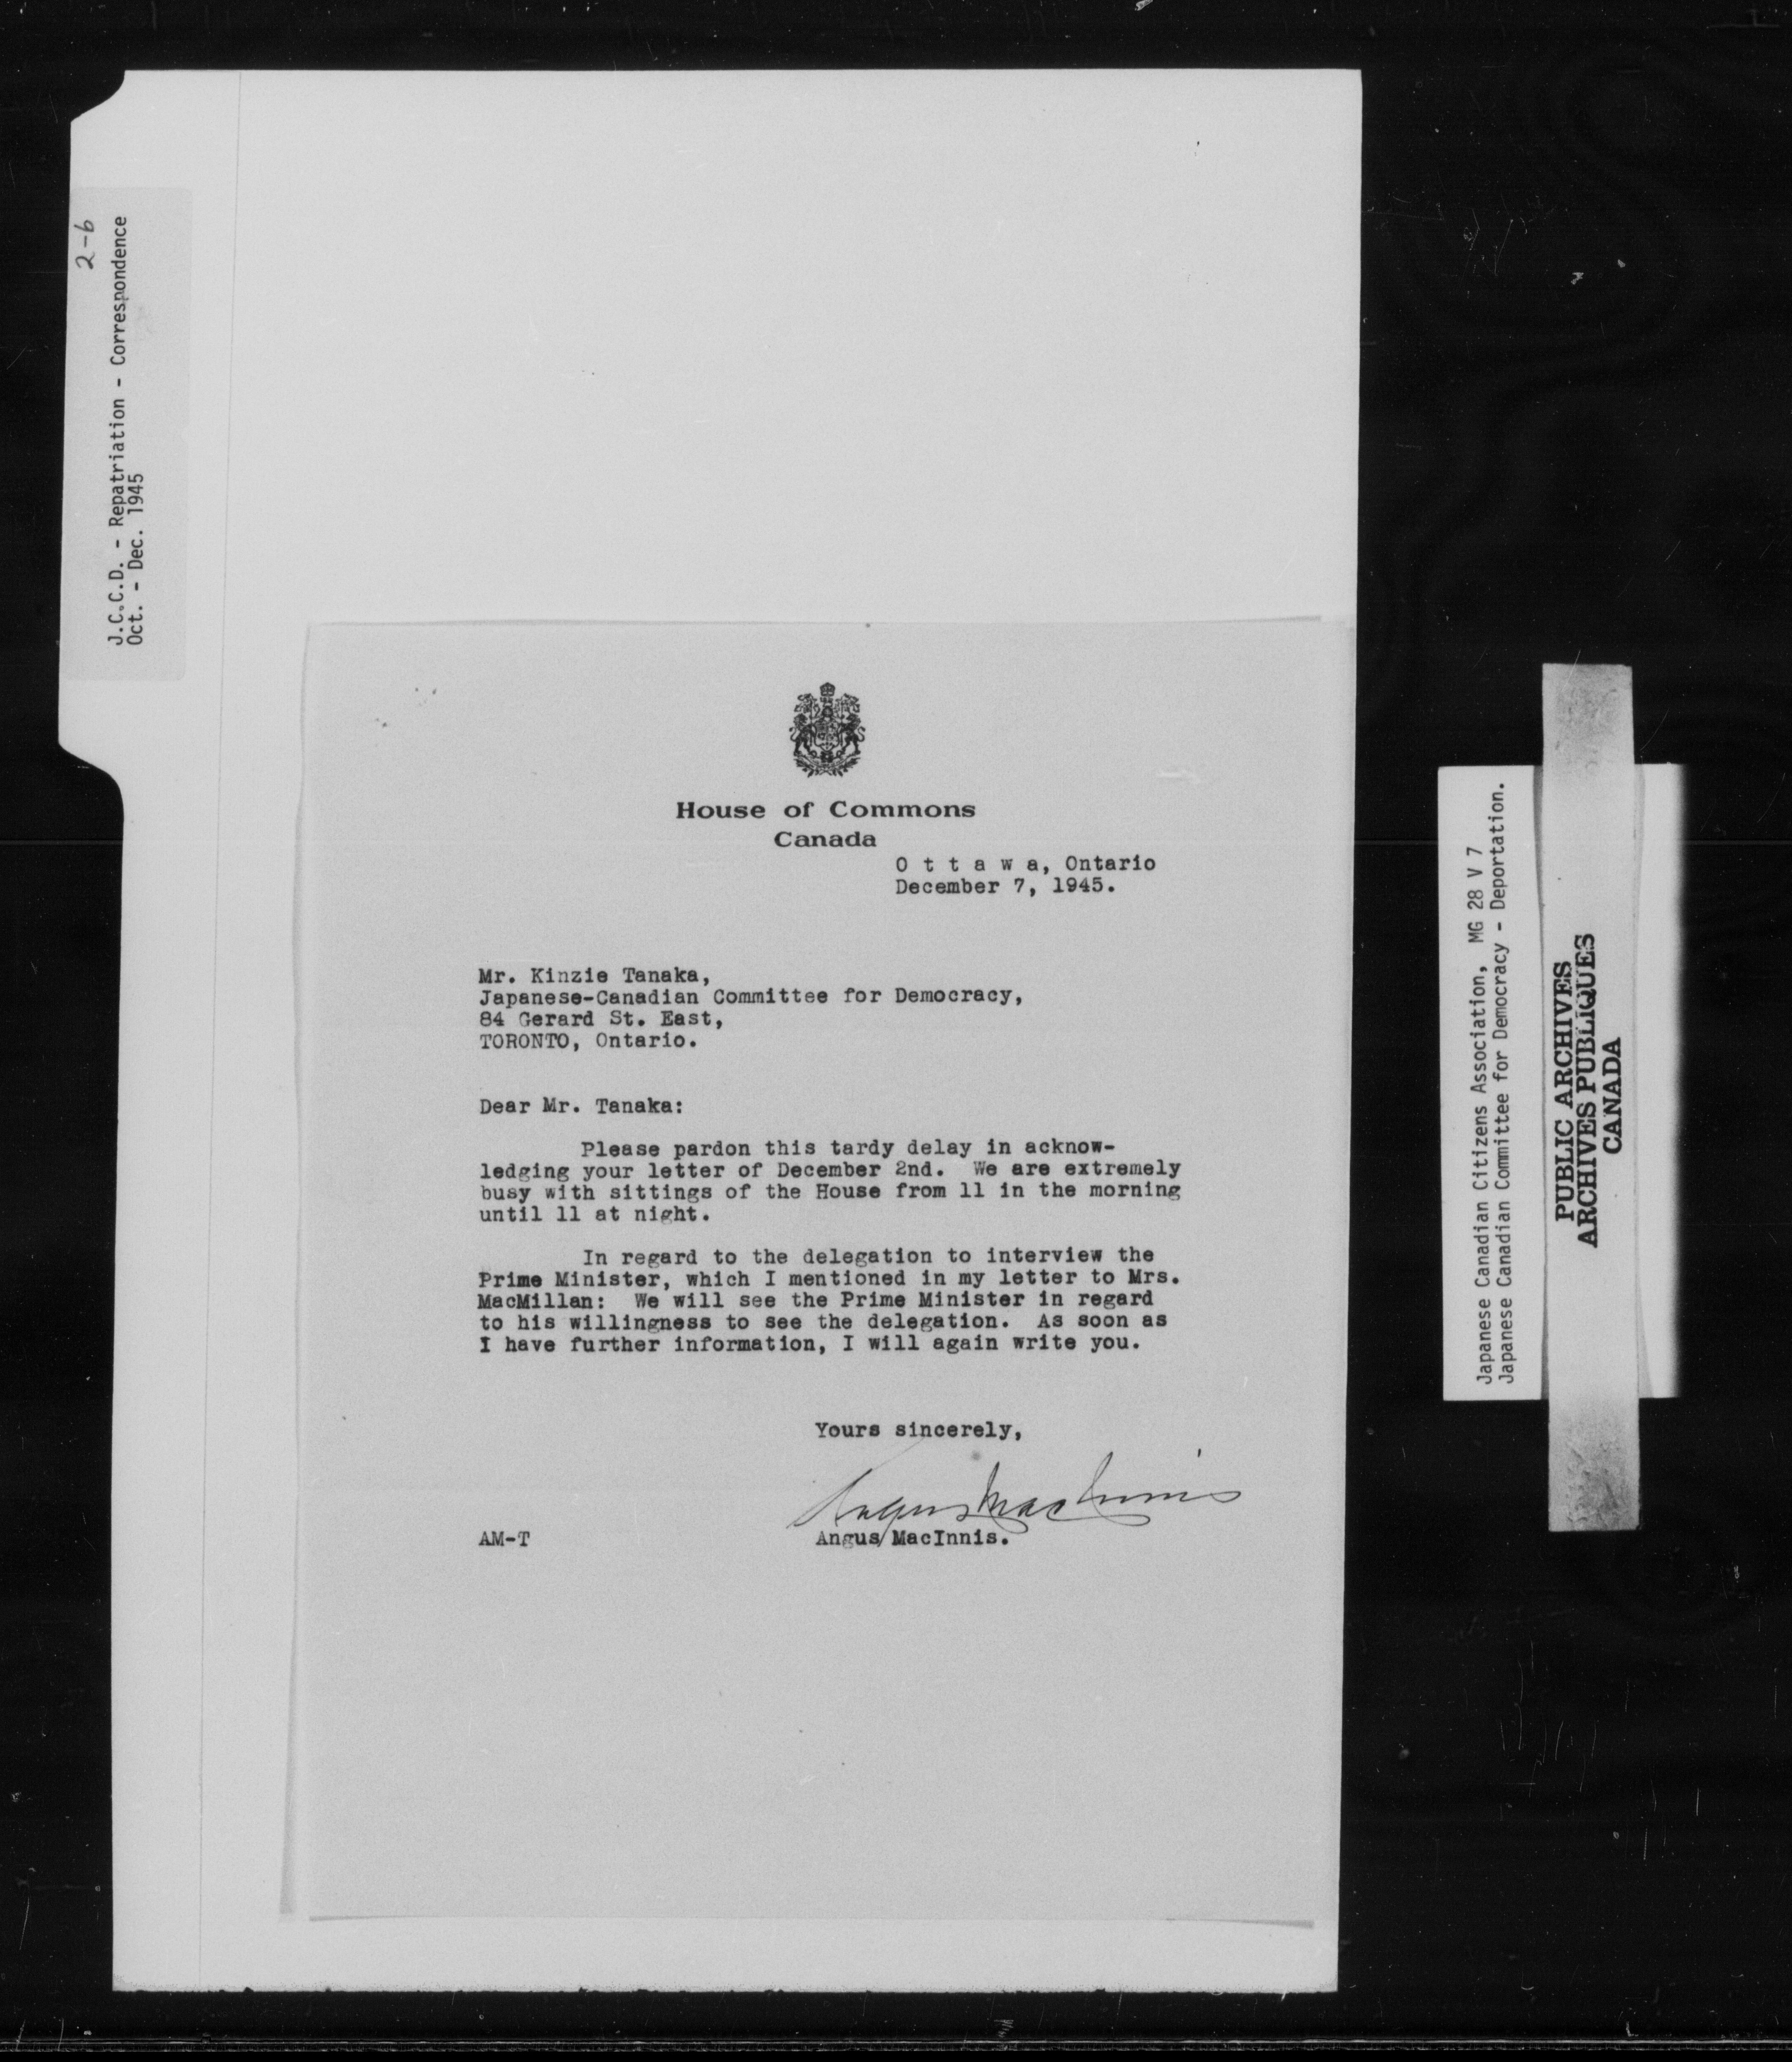 2-6
J.C.C.D. - Repatriation - Correspondence
Oct. - Dec. 1945
House of Commons
Canada
O t t a w a, Ontario
December 7, 1945.
Mr. Kinzie Tanaka,
Japanese-Canadian Committee for Democracy,
84 Gerard St. East,
TORONTO, Ontario.
Dear Mr. Tanaka:
Please pardon this tardy delay in acknow-
ledging your letter of December 2nd. We are extremely
busy with sittings of the House from 11 in the morning
until 11 at night.
In regard to the delegation to interview the
Prime Minister, which I mentioned in my letter to Mrs.
MacMillan: We will see the Prime Minister in regard
to his willingness to see the delegation. As soon as
I have further information, I will again write you.
Yours sincerely,
Angus MacInnis
AM-T
Angus MacInnis.
Japanese Canadian Citizens Association, MG 28 V 7
Japanese Canadian Committee for Democracy - Deportation.
PUBLIC ARCHIVES
ARCHIVES PUBLIQUES
CANADA